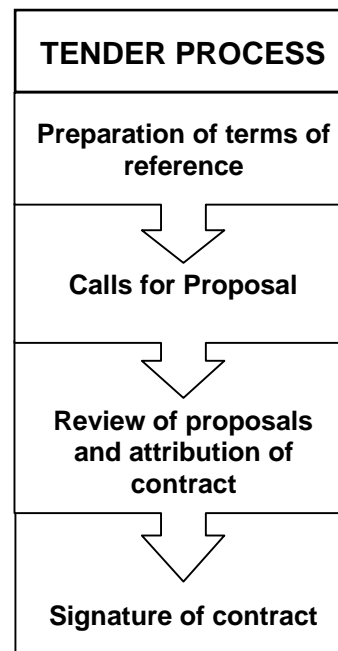 TENDER PROCESS
Preparation of terms of
reference
Calls for Proposal
Review of proposals
and attribution of
contract
Signature of contract